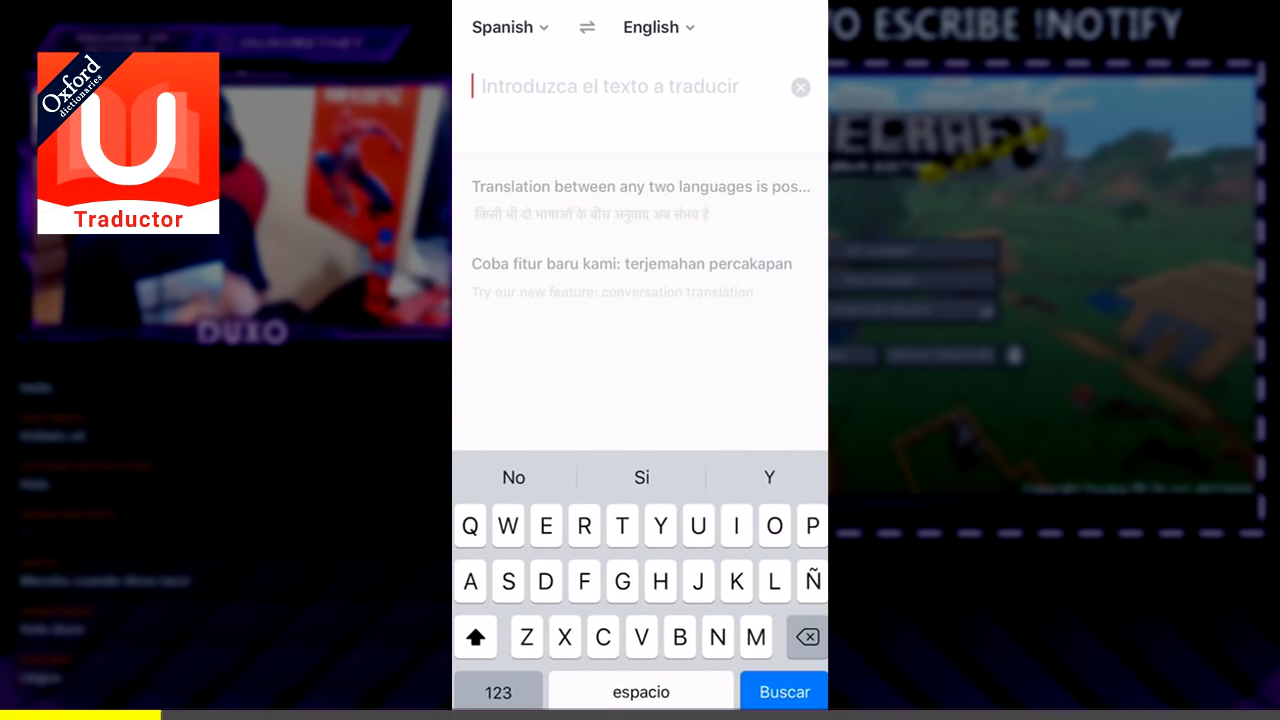 Oxford
dictionaries
U
Traductor
Spanish
English
Introduzca el texto a traducir
Translation between any two languages is pos...
किसी भी दो भाषाओं के बीच अनुवाद अब संभव है
Coba fitur baru kami: terjemahan percakapan
Try our new feature: conversation translation
No Si Y
Q W E R T Y U I O P
A S D F G H J K L Ñ
Z X C V B N M
123 espacio Buscar
O ESCRIBE !NOTIFY
DUXO